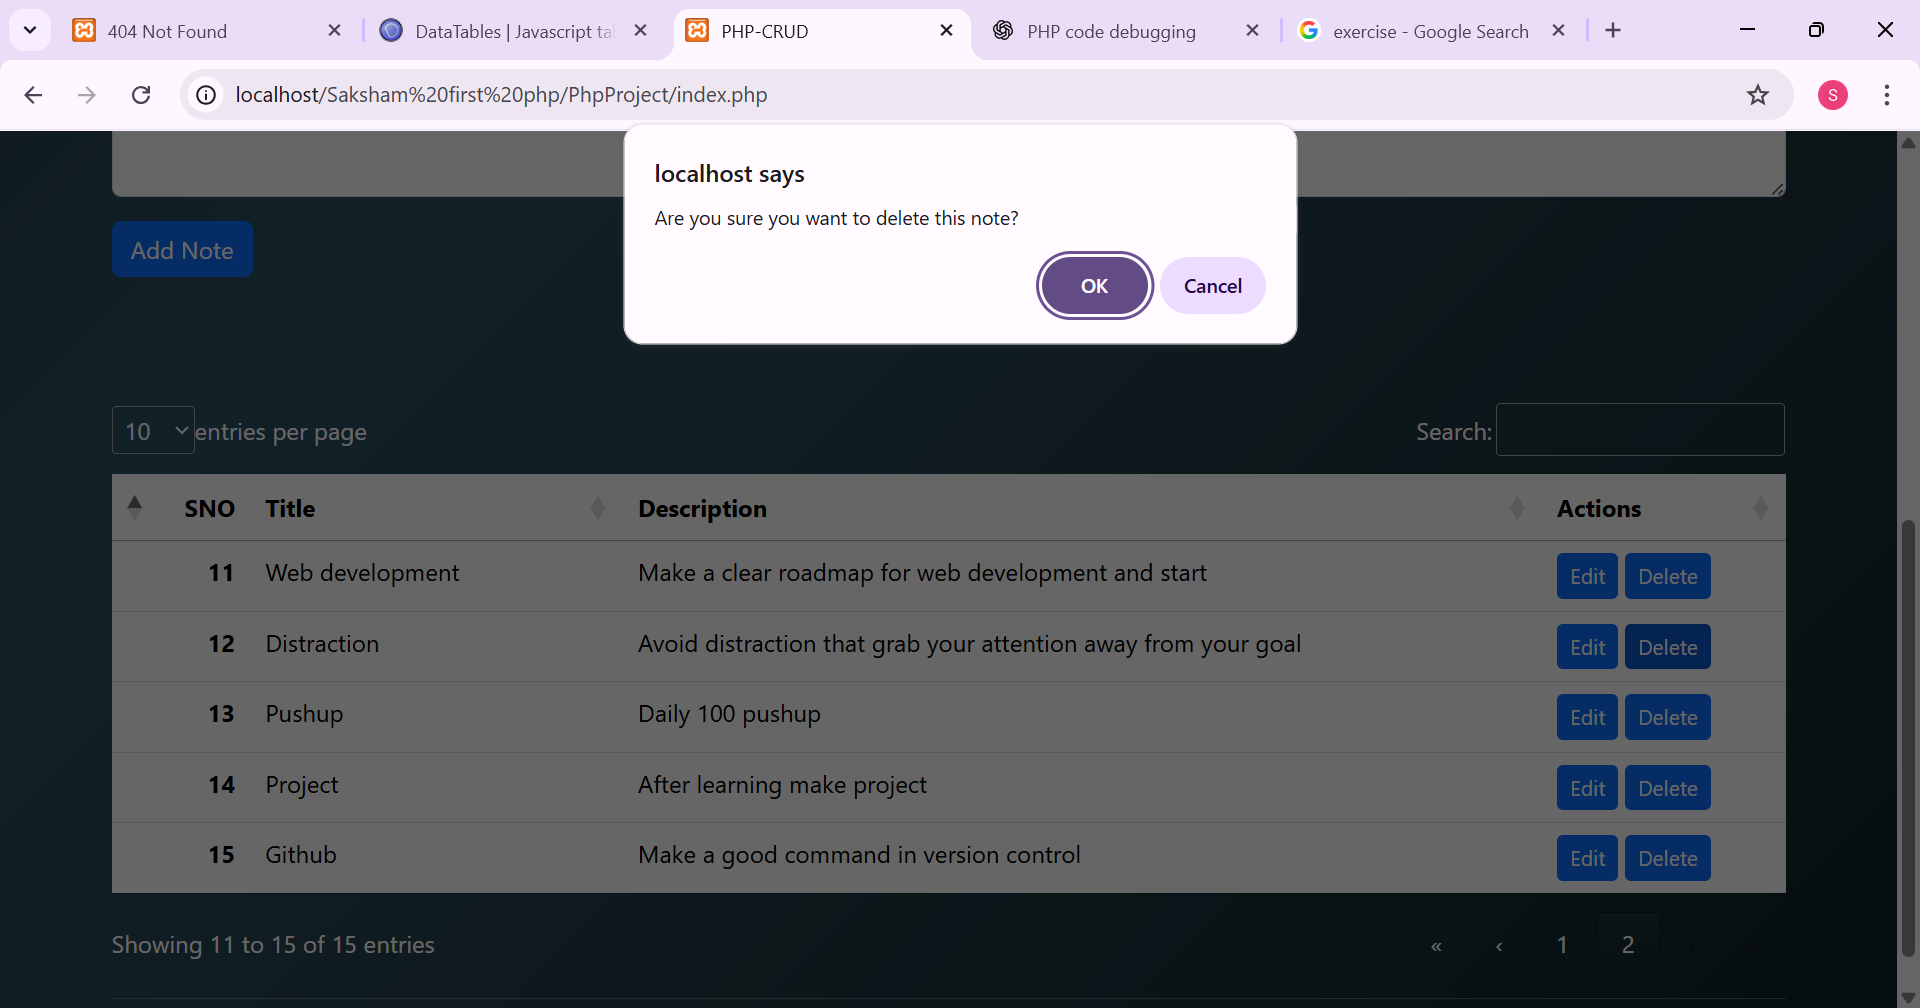 404 Not Found
DataTables | Javascript ta
PHP-CRUD
PHP code debugging
exercise - Google Search
localhost/Saksham%20first%20php/PhpProject/index.php
S
localhost says
Are you sure you want to delete this note?
OK Cancel
Add Note
10 entries per page Search:
SNO Title Description Actions
11 Web development Make a clear roadmap for web development and start Edit Delete
12 Distraction Avoid distraction that grab your attention away from your goal Edit Delete
13 Pushup Daily 100 pushup Edit Delete
14 Project After learning make project Edit Delete
15 Github Make a good command in version control Edit Delete
Showing 11 to 15 of 15 entries « ‹ 1 2 › »